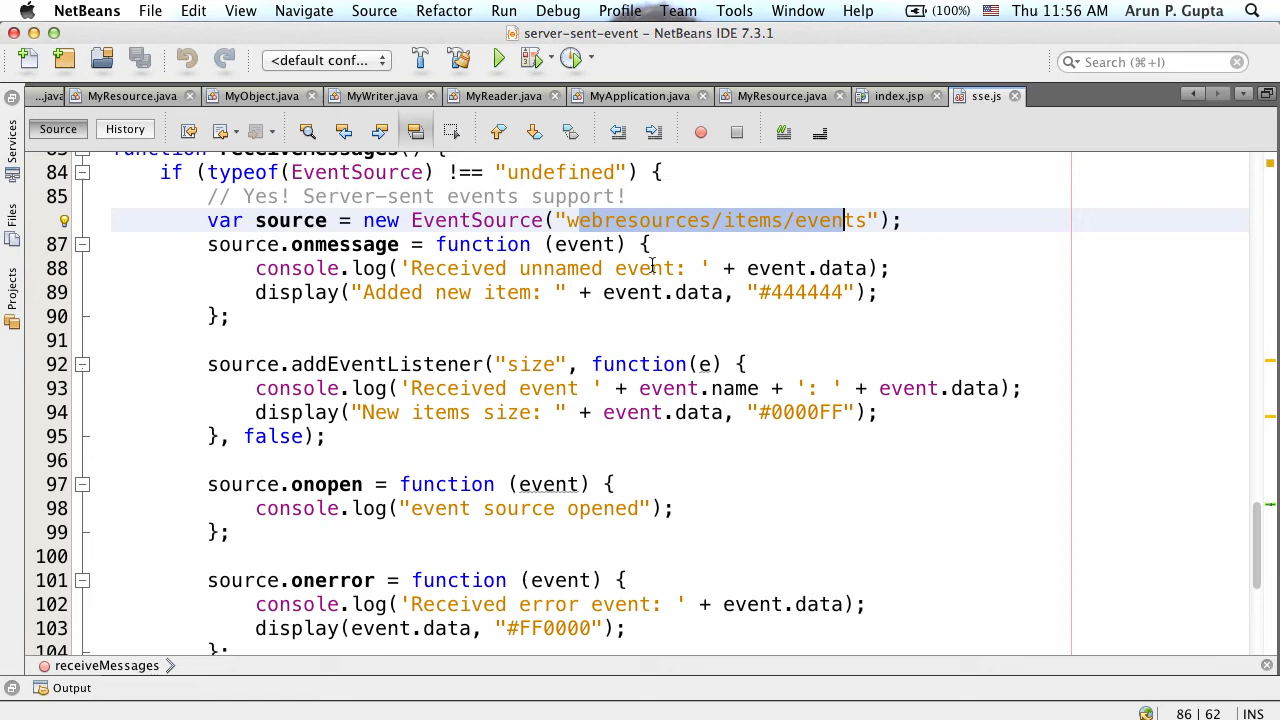 NetBeans File Edit View Navigate Source Refactor Run Debug Profile Team Tools Window Help (100%) Thu 11:56 AM Arun P. Gupta
server-sent-event – NetBeans IDE 7.3.1
<default conf... Search (⌘+I)
...java MyResource.java MyObject.java MyWriter.java MyReader.java MyApplication.java MyResource.java index.jsp sse.js
Source History
Services
Files
Projects
function receiveMessages() {
84 if (typeof(EventSource) !== "undefined") {
85 // Yes! Server-sent events support!
var source = new EventSource("webresources/items/events");
87 source.onmessage = function (event) {
88 console.log('Received unnamed event: ' + event.data);
89 display("Added new item: " + event.data, "#444444");
90 };
91
92 source.addEventListener("size", function(e) {
93 console.log('Received event ' + event.name + ': ' + event.data);
94 display("New items size: " + event.data, "#0000FF");
95 }, false);
96
97 source.onopen = function (event) {
98 console.log("event source opened");
99 };
100
101 source.onerror = function (event) {
102 console.log('Received error event: ' + event.data);
103 display(event.data, "#FF0000");
104 };
receiveMessages
Output
86 | 62 INS